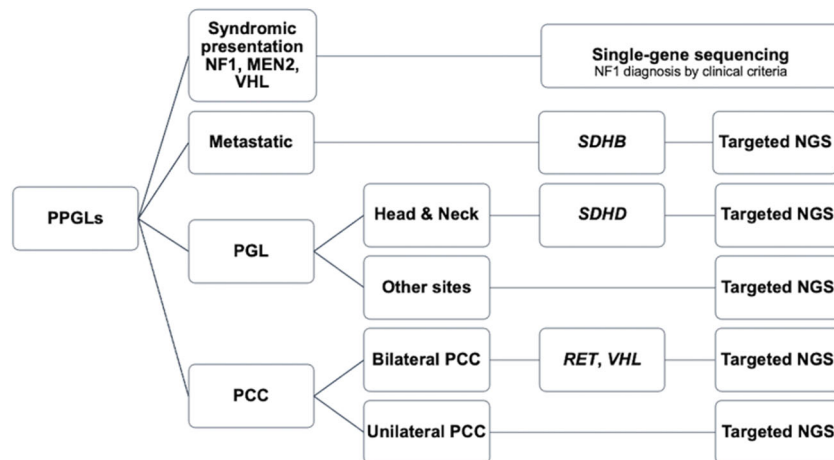 Syndromic
presentation
NF1, MEN2,
VHL
Single-gene sequencing
NF1 diagnosis by clinical criteria
Metastatic
SDHB
Targeted NGS
PPGLs
PGL
Head & Neck
SDHD
Targeted NGS
Other sites
Targeted NGS
PCC
Bilateral PCC
RET, VHL
Targeted NGS
Unilateral PCC
Targeted NGS